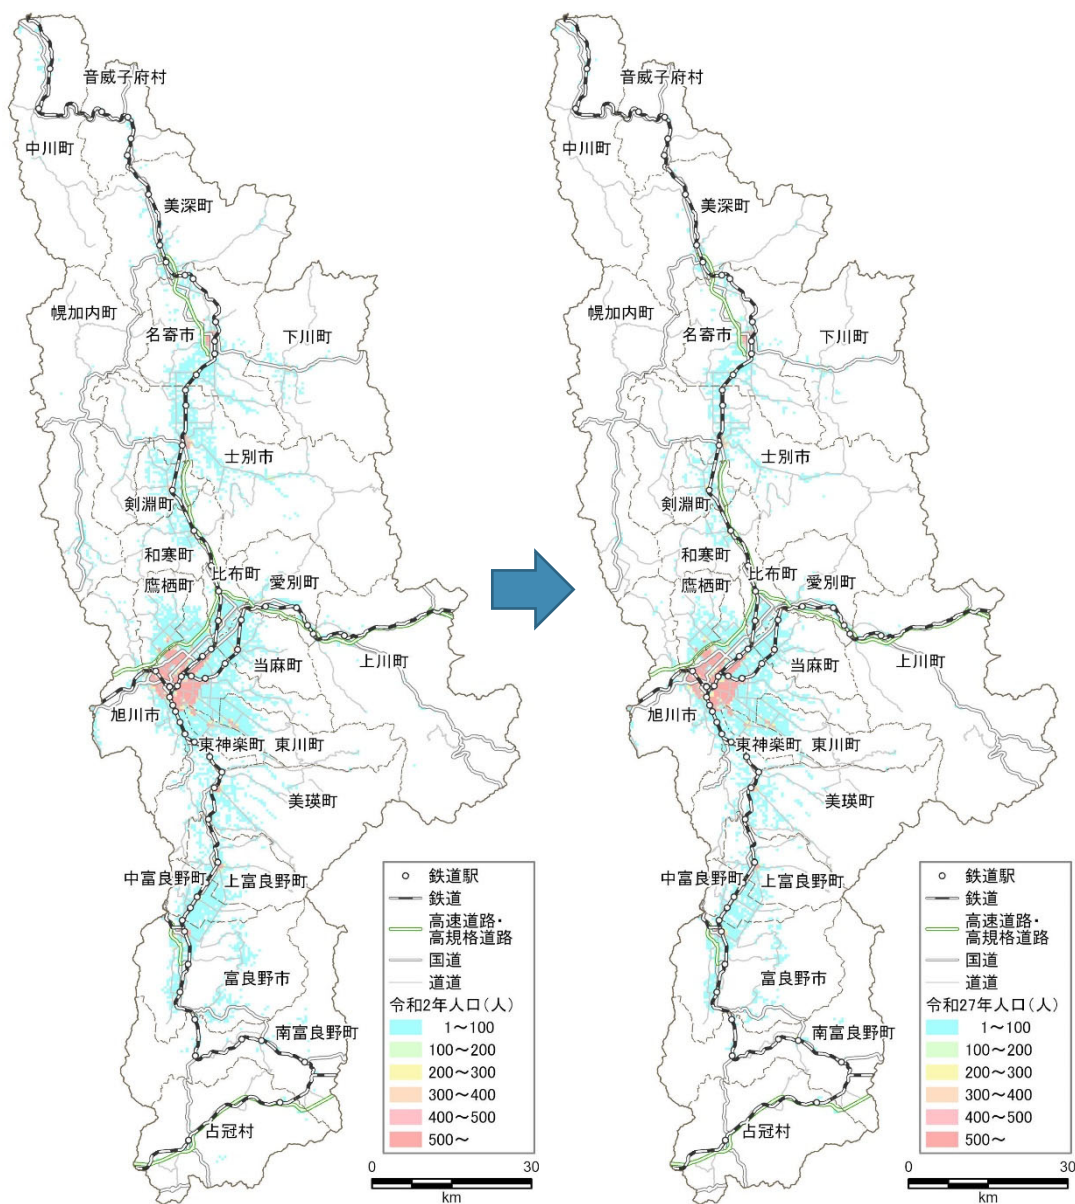 音威子府村
中川町
美深町
幌加内町
名寄市
下川町
士別市
剣淵町
和寒町
比布町
愛別町
鷹栖町
当麻町
上川町
旭川市
東神楽町
東川町
美瑛町
中富良野町
上富良野町
富良野市
南富良野町
占冠村
鉄道駅
鉄道
高速道路・
高規格道路
国道
道道
令和2年人口(人)
1～100
100～200
200～300
300～400
400～500
500～
0 30
km
音威子府村
中川町
美深町
幌加内町
名寄市
下川町
士別市
剣淵町
和寒町
比布町
愛別町
鷹栖町
当麻町
上川町
旭川市
東神楽町
東川町
美瑛町
中富良野町
上富良野町
富良野市
南富良野町
占冠村
鉄道駅
鉄道
高速道路・
高規格道路
国道
道道
令和27年人口(人)
1～100
100～200
200～300
300～400
400～500
500～
0 30
km